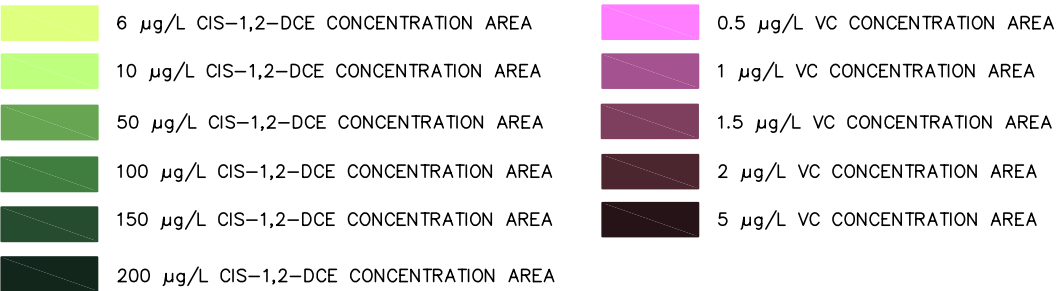 6 µg/L CIS-1,2-DCE CONCENTRATION AREA
10 µg/L CIS-1,2-DCE CONCENTRATION AREA
50 µg/L CIS-1,2-DCE CONCENTRATION AREA
100 µg/L CIS-1,2-DCE CONCENTRATION AREA
150 µg/L CIS-1,2-DCE CONCENTRATION AREA
200 µg/L CIS-1,2-DCE CONCENTRATION AREA
0.5 µg/L VC CONCENTRATION AREA
1 µg/L VC CONCENTRATION AREA
1.5 µg/L VC CONCENTRATION AREA
2 µg/L VC CONCENTRATION AREA
5 µg/L VC CONCENTRATION AREA